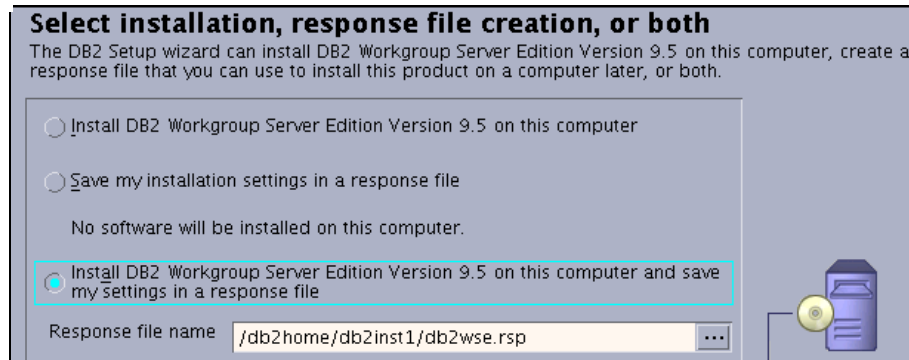 Select installation, response file creation, or both
The DB2 Setup wizard can install DB2 Workgroup Server Edition Version 9.5 on this computer, create a
response file that you can use to install this product on a computer later, or both.
Install DB2 Workgroup Server Edition Version 9.5 on this computer
Save my installation settings in a response file
No software will be installed on this computer.
Install DB2 Workgroup Server Edition Version 9.5 on this computer and save
my settings in a response file
Response file name /db2home/db2inst1/db2wse.rsp ...